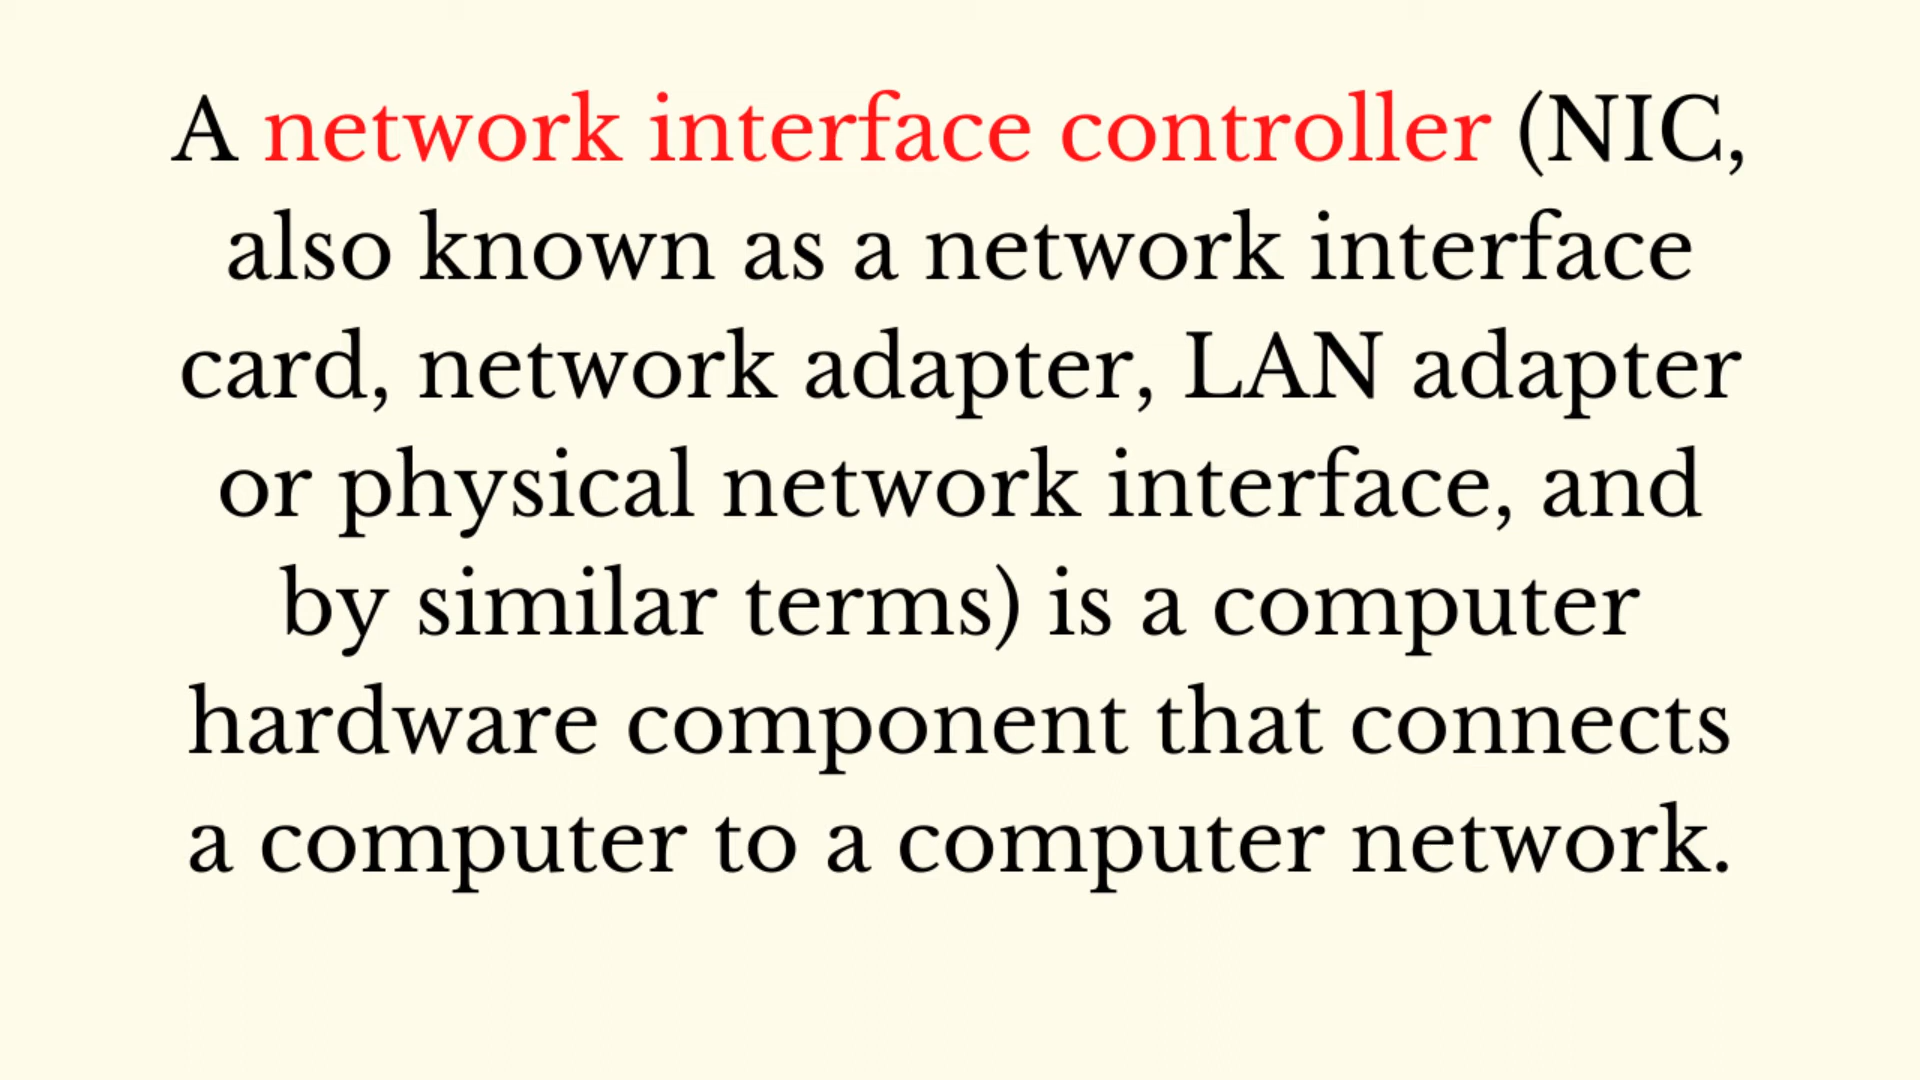 A network interface controller (NIC,
also known as a network interface
card, network adapter, LAN adapter
or physical network interface, and
by similar terms) is a computer
hardware component that connects
a computer to a computer network.